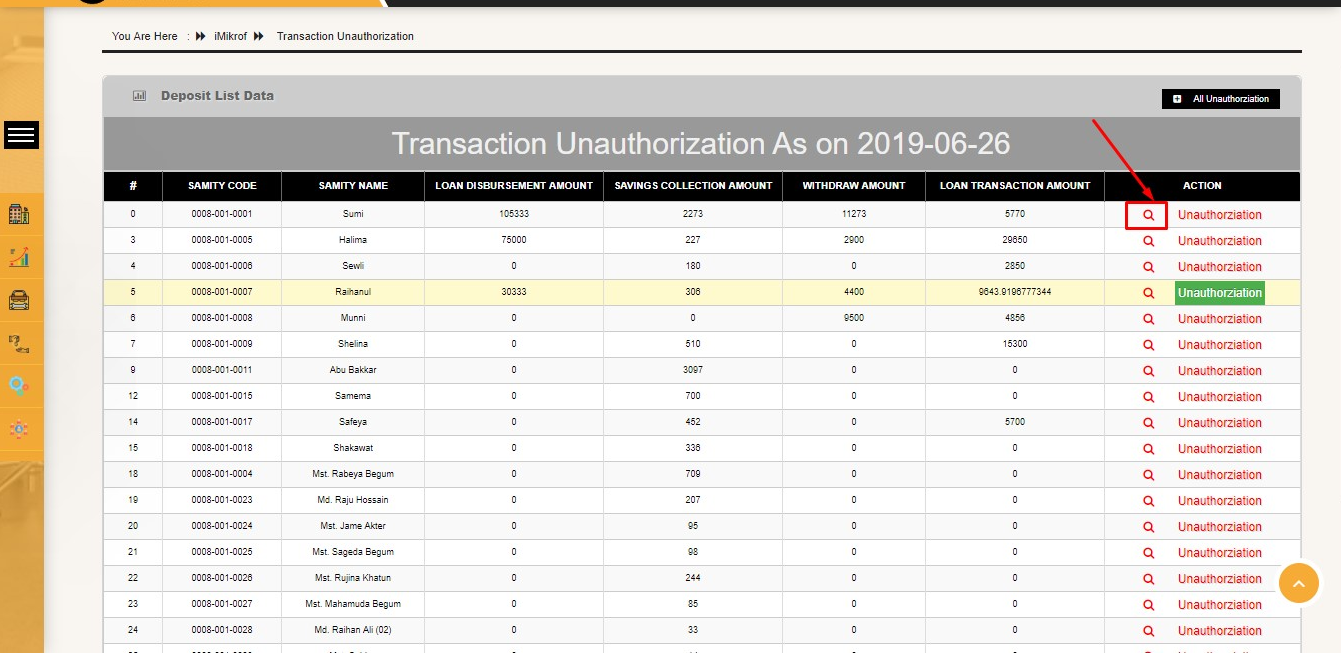 You Are Here : iMikrof Transaction Unauthorization
Deposit List Data All Unauthorziation
Transaction Unauthorization As on 2019-06-26
# SAMITY CODE SAMITY NAME LOAN DISBURSEMENT AMOUNT SAVINGS COLLECTION AMOUNT WITHDRAW AMOUNT LOAN TRANSACTION AMOUNT ACTION
0 0008-001-0001 Sumi 105333 2273 11273 5770 Unauthorziation
3 0008-001-0005 Halima 75000 227 2900 29650 Unauthorziation
4 0008-001-0006 Sewli 0 180 0 2850 Unauthorziation
5 0008-001-0007 Raihanul 30333 306 4400 9643.9196777344 Unauthorziation
6 0008-001-0008 Munni 0 0 9500 4856 Unauthorziation
7 0008-001-0009 Shelina 0 510 0 15300 Unauthorziation
9 0008-001-0011 Abu Bakkar 0 3097 0 0 Unauthorziation
12 0008-001-0015 Samema 0 700 0 0 Unauthorziation
14 0008-001-0017 Safeya 0 452 0 5700 Unauthorziation
15 0008-001-0018 Shakawat 0 336 0 0 Unauthorziation
18 0008-001-0004 Mst. Rabeya Begum 0 709 0 0 Unauthorziation
19 0008-001-0023 Md. Raju Hossain 0 207 0 0 Unauthorziation
20 0008-001-0024 Mst. Jame Akter 0 95 0 0 Unauthorziation
21 0008-001-0025 Mst. Sageda Begum 0 98 0 0 Unauthorziation
22 0008-001-0026 Mst. Rujina Khatun 0 244 0 0 Unauthorziation
23 0008-001-0027 Mst. Mahamuda Begum 0 85 0 0 Unauthorziation
24 0008-001-0028 Md. Raihan Ali (02) 0 33 0 0 Unauthorziation